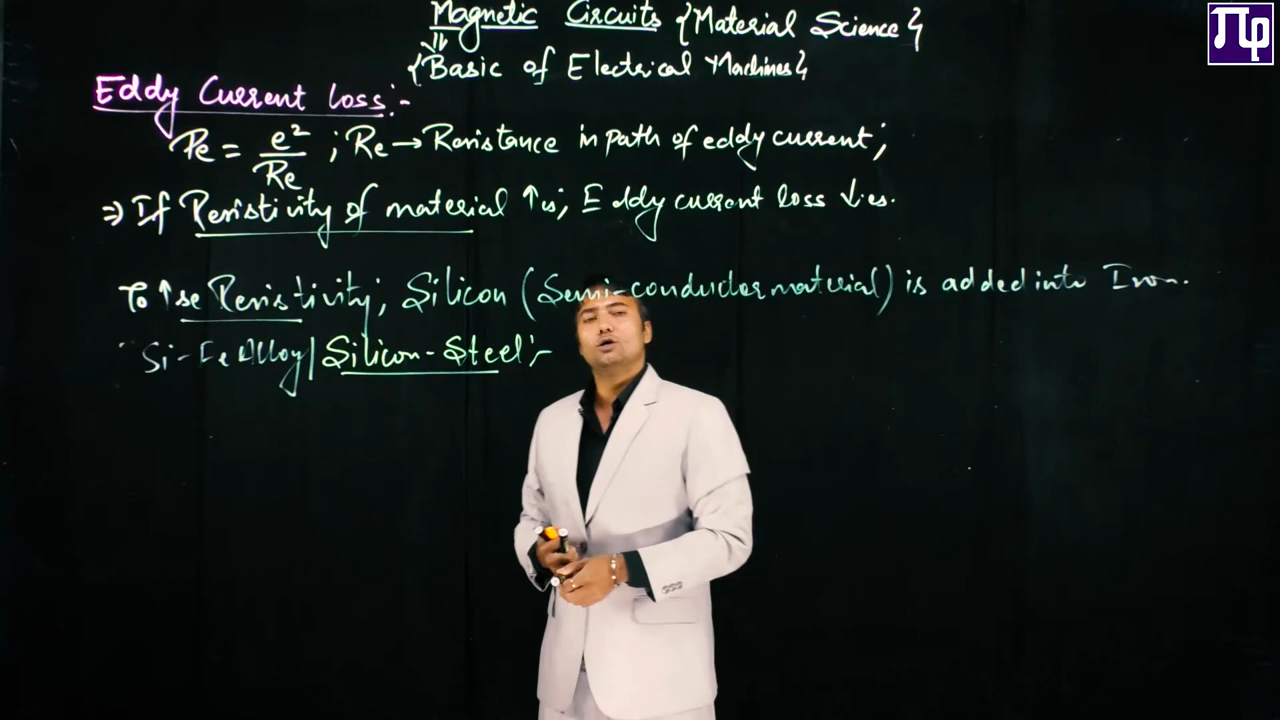 Magnetic Circuits {Material Science}
⇓
{Basic of Electrical Machines}
Eddy Current Loss:-
Pe = e²/Re ; Re → Resistance in path of eddy current;
⇒ If Resistivity of material ↑es; Eddy current loss ↓es.
To ↑se Resistivity; Silicon (Semi-conductor material) is added into Iron.
Si-Fe Alloy/Silicon-Steel:-
πφ